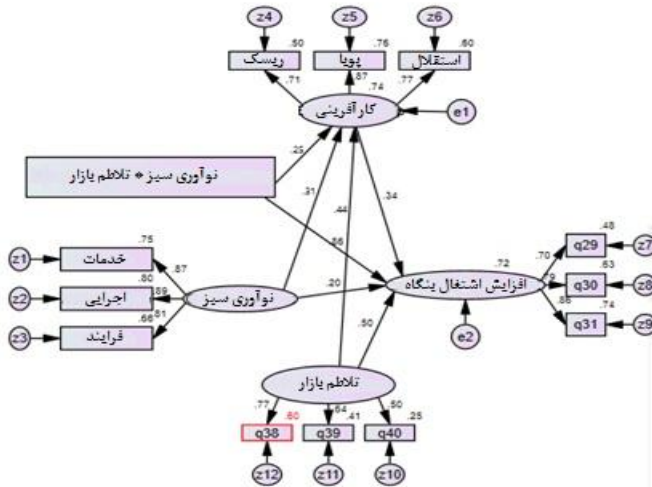 z4 z5 z6
.50 .76 .60
ریسک پویا استقلال
.71 .87 .77
.74
کارآفرینی
e1
.25
نوآوری سبز * تلاطم بازار
.31 .44 .34
.75
z1 خدمات
.87
.80
z2 اجرایی
.89
نوآوری سبز
.20
.66
z3 فرایند
.81
.72
افزایش اشتغال بنگاه
.48
.70 q29 z7
.63
q30 z8
.74
.86 q31 z9
.50
e2
تلاطم بازار
.77 .64 .50
.60 .41 .25
q38 q39 q40
z12 z11 z10